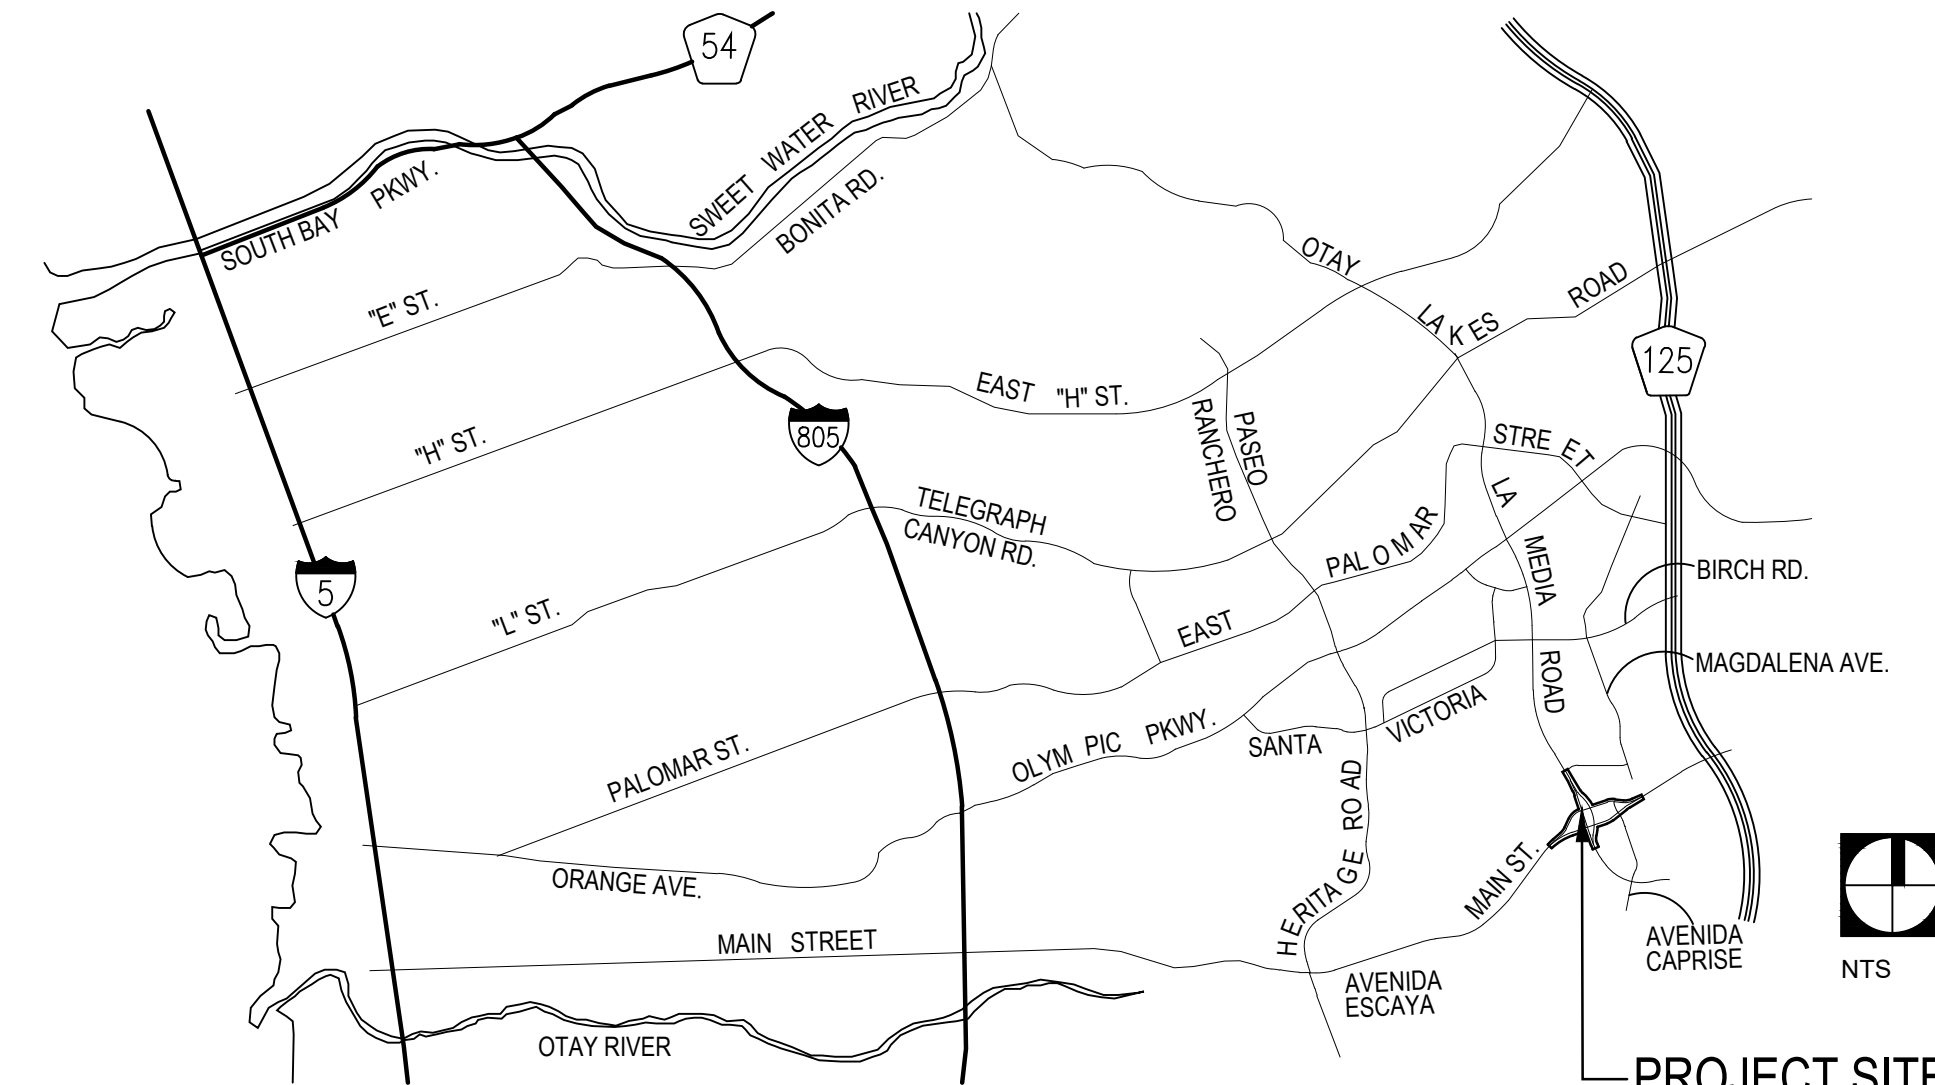 54
SWEET WATER RIVER
SOUTH BAY PKWY.
BONITA RD.
"E" ST.
OTAY LAKES ROAD
125
EAST "H" ST.
"H" ST.
805
PASEO
RANCHERO
STREET
TELEGRAPH
CANYON RD.
EAST PALOMAR
LA MEDIA ROAD
5
BIRCH RD.
"L" ST.
MAGDALENA AVE.
OLYMPIC PKWY.
SANTA VICTORIA
PALOMAR ST.
HERITAGE ROAD
ORANGE AVE.
MAIN ST.
MAIN STREET
AVENIDA
CAPRISE
NTS
AVENIDA
ESCAYA
OTAY RIVER
PROJECT SITE